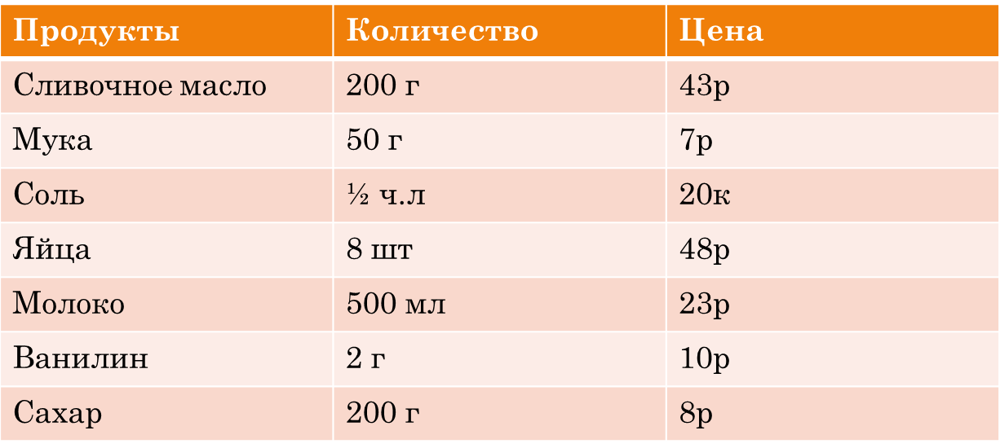 Продукты Количество Цена
Сливочное масло 200 г 43р
Мука 50 г 7р
Соль ½ ч.л 20к
Яйца 8 шт 48р
Молоко 500 мл 23р
Ванилин 2 г 10р
Сахар 200 г 8р